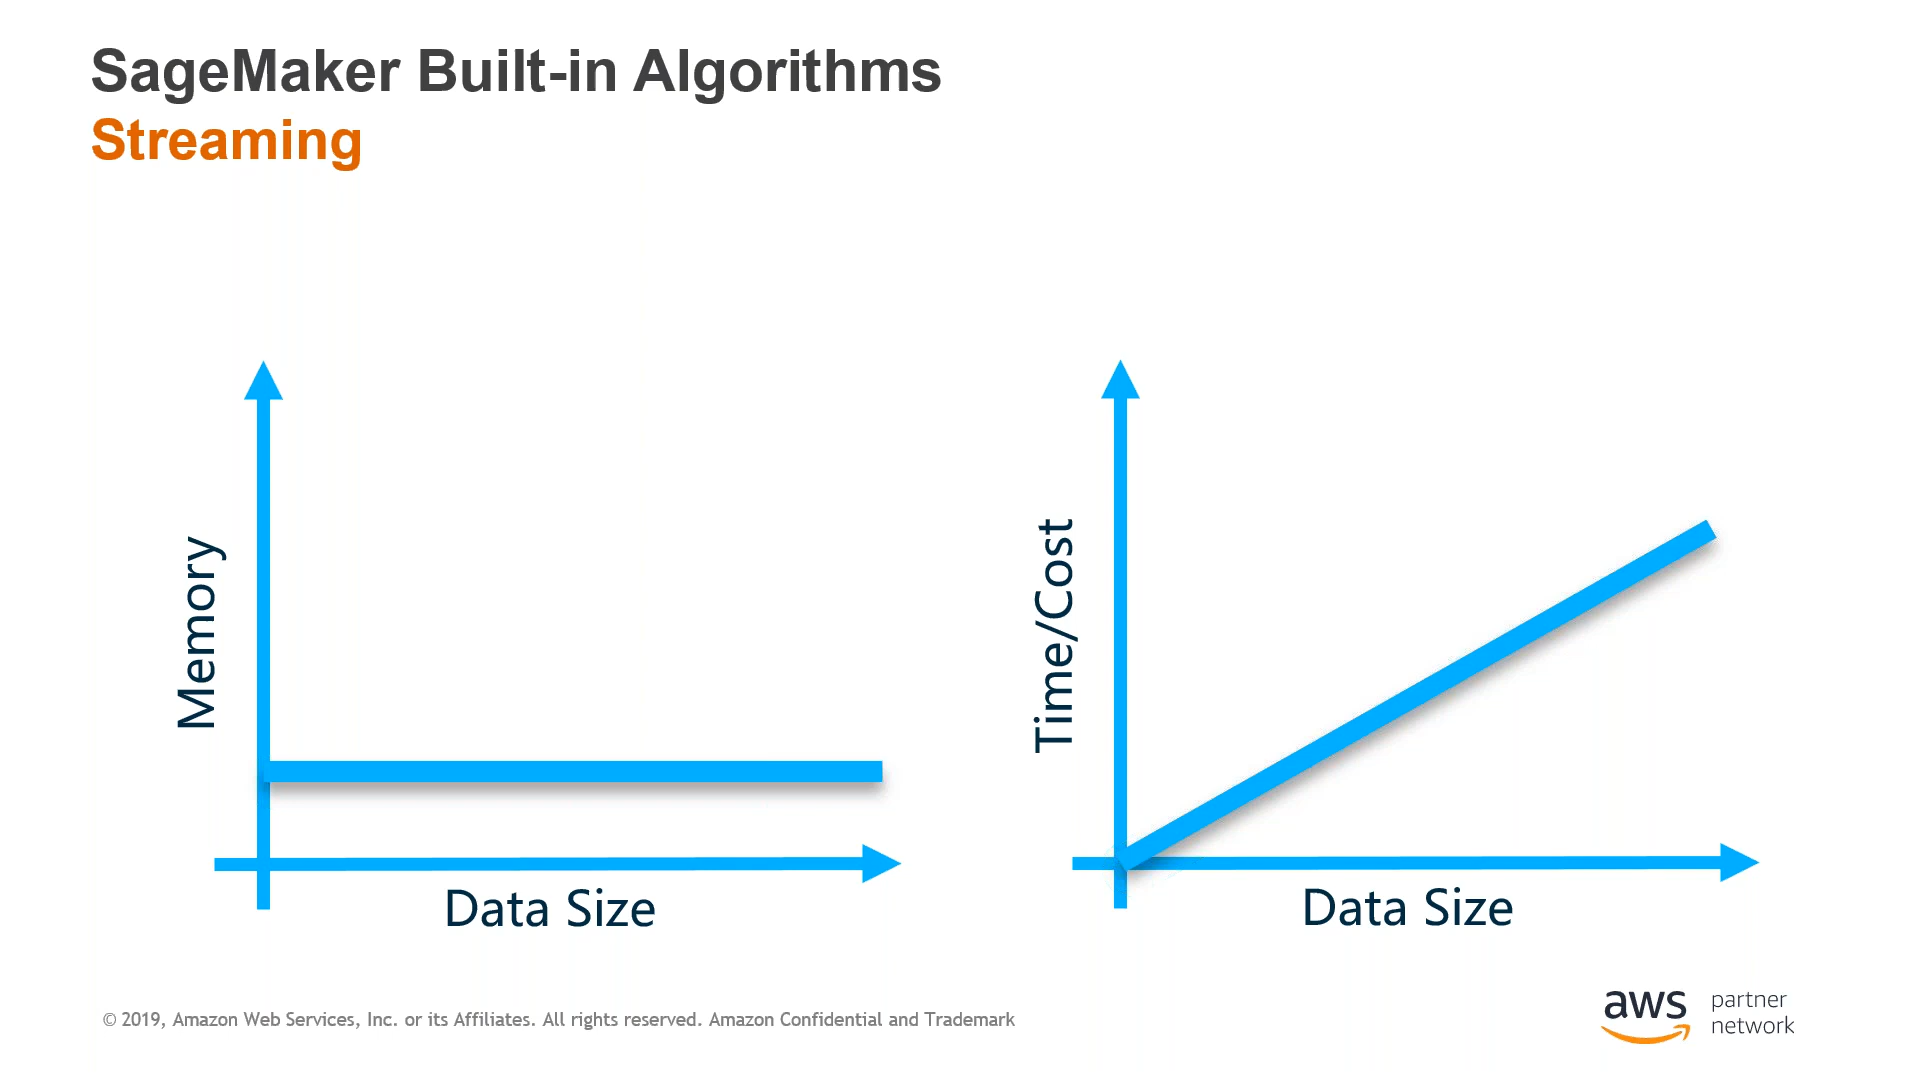 SageMaker Built-in Algorithms
Streaming
Memory
Data Size
Time/Cost
Data Size
© 2019, Amazon Web Services, Inc. or its Affiliates. All rights reserved. Amazon Confidential and Trademark
aws
partner
network